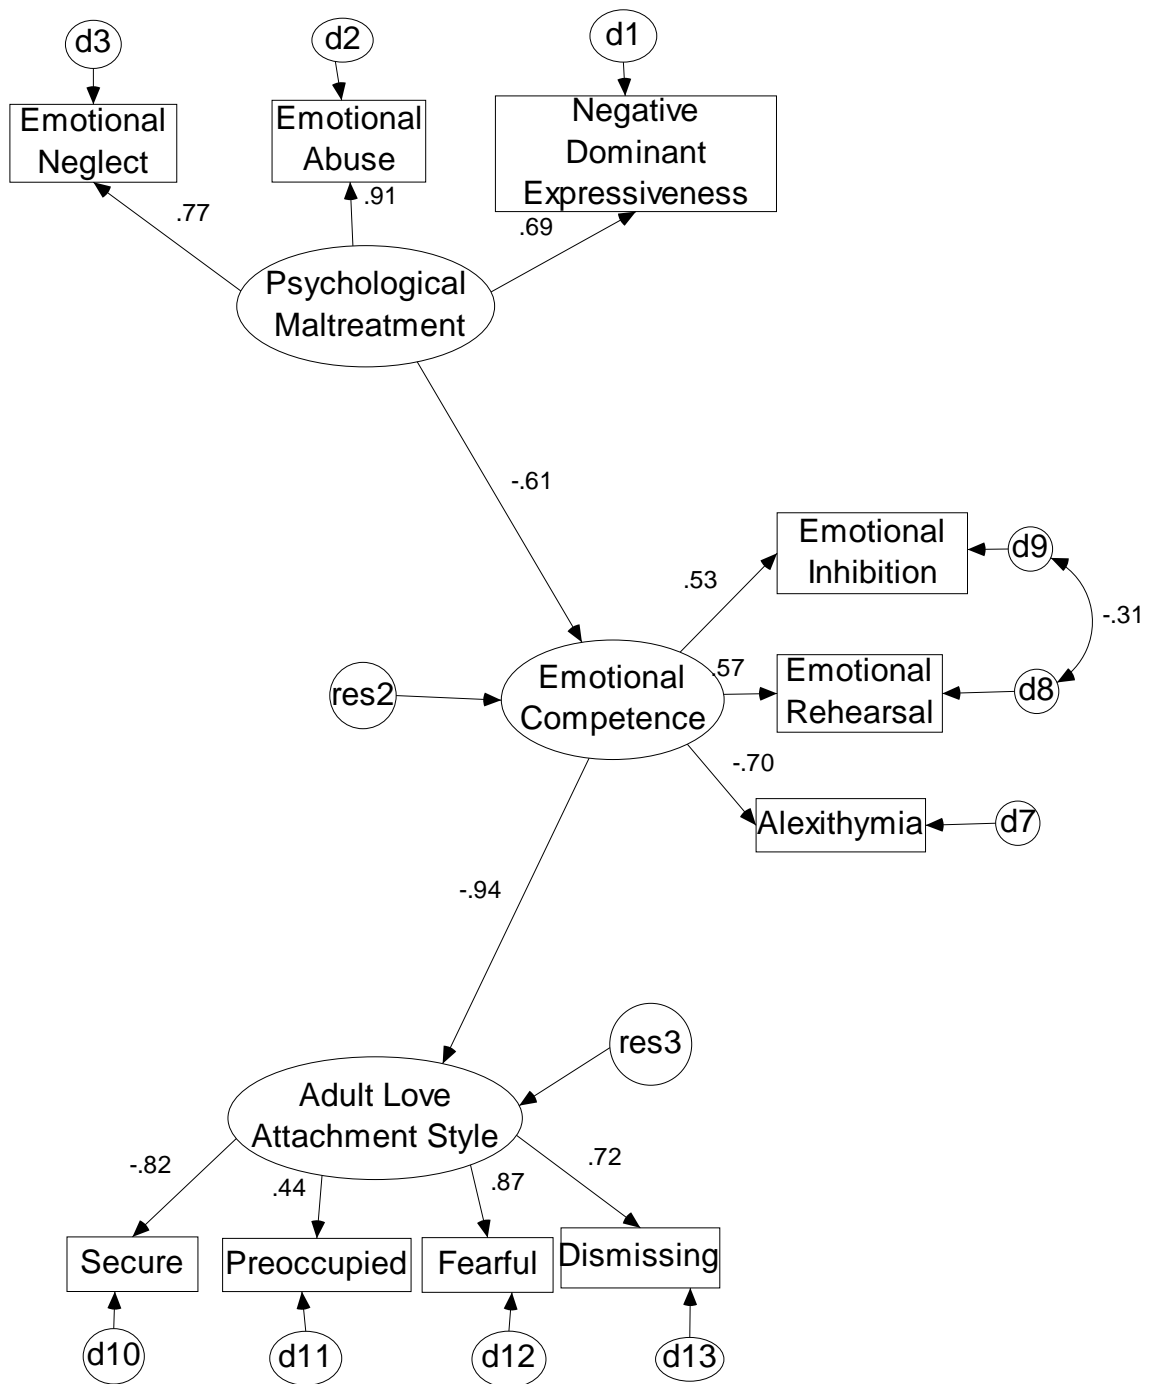 d3
d2
d1
Emotional
Neglect
Emotional
Abuse
Negative
Dominant
Expressiveness
.77
.91
.69
Psychological
Maltreatment
-.61
Emotional
Inhibition
d9
.53
-.31
.57
Emotional
Rehearsal
d8
res2
Emotional
Competence
-.70
Alexithymia
d7
-.94
res3
Adult Love
Attachment Style
-.82
.44
.87
.72
Secure
Preoccupied
Fearful
Dismissing
d10
d11
d12
d13